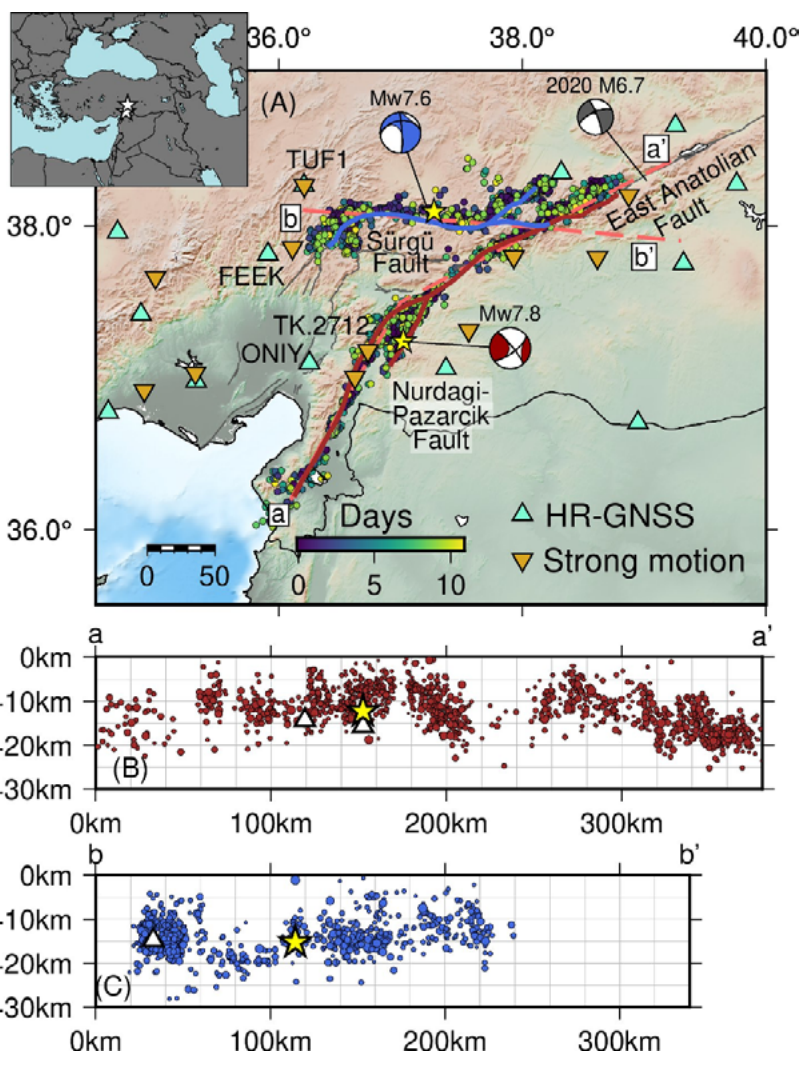 36.0°
38.0°
40.0°
(A)
Mw7.6
2020 M6.7
TUF1
a’
b
38.0°
East Anatolian
Fault
Sürgü
Fault
b’
FEEK
TK.2712
Mw7.8
ONIY
Nurdagi-
Pazarcik
Fault
a
Days
HR-GNSS
36.0°
0
50
0
5
10
Strong motion
a
a’
0km
-10km
-20km
-30km
(B)
0km
100km
200km
300km
b
b’
0km
-10km
-20km
-30km
(C)
0km
100km
200km
300km